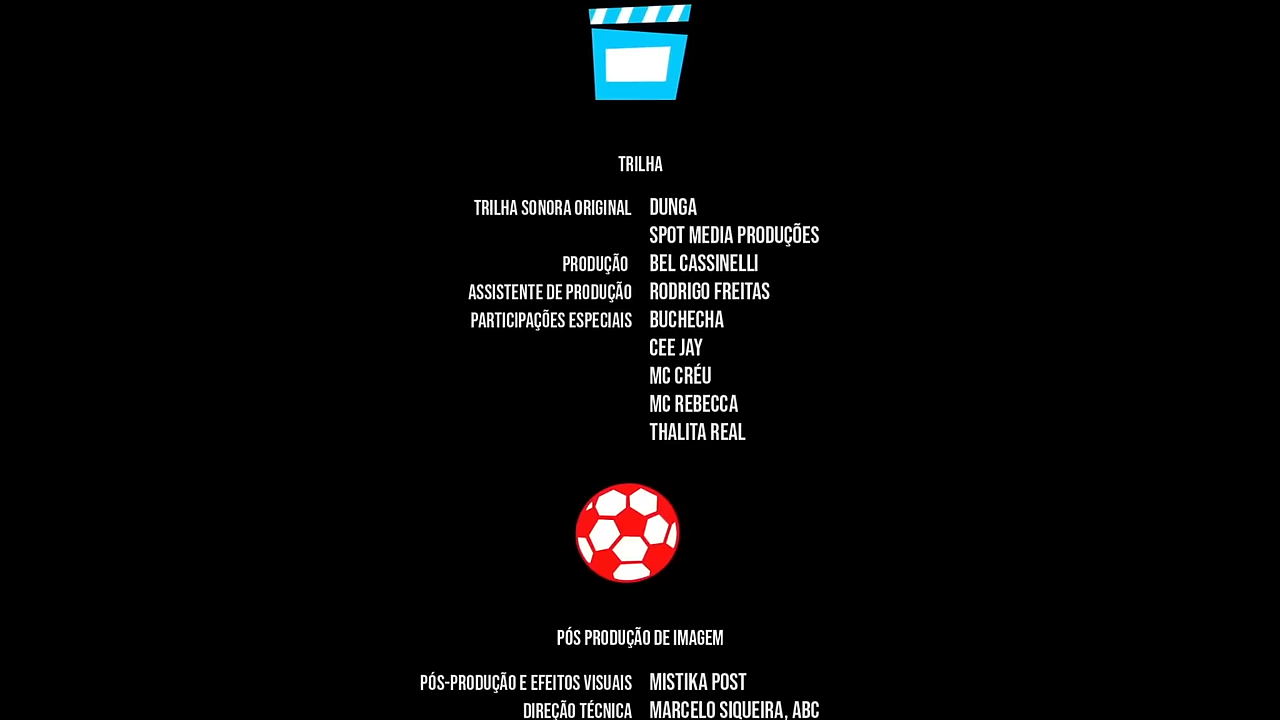 TRILHA
TRILHA SONORA ORIGINAL DUNGA
SPOT MEDIA PRODUÇÕES
PRODUÇÃO BEL CASSINELLI
ASSISTENTE DE PRODUÇÃO RODRIGO FREITAS
PARTICIPAÇÕES ESPECIAIS BUCHECHA
CEE JAY
MC CRÉU
MC REBECCA
THALITA REAL
PÓS PRODUÇÃO DE IMAGEM
PÓS-PRODUÇÃO E EFEITOS VISUAIS MISTIKA POST
DIREÇÃO TÉCNICA MARCELO SIQUEIRA, ABC